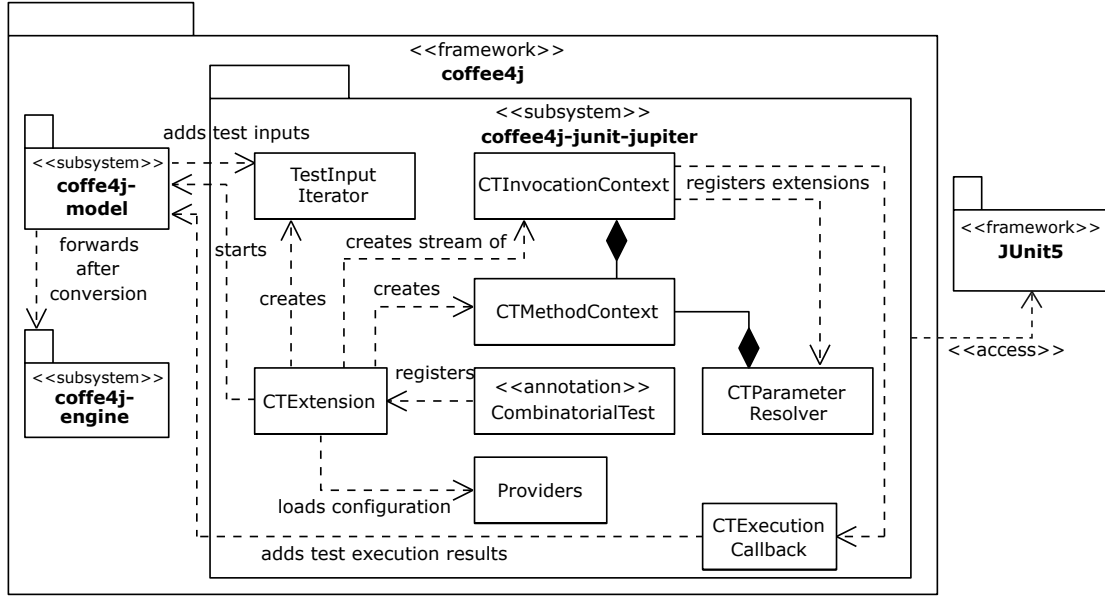 <<framework>>
coffee4j
<<subsystem>>
coffee4j-junit-jupiter
adds test inputs
<<subsystem>>
coffe4j-
model
TestInput
Iterator
CTInvocationContext
registers extensions
<<framework>>
JUnit5
forwards
after
conversion
starts
creates stream of
creates
creates
CTMethodContext
<<access>>
<<subsystem>>
coffe4j-
engine
CTExtension
registers
<<annotation>>
CombinatorialTest
CTParameter
Resolver
Providers
loads configuration
CTExecution
Callback
adds test execution results